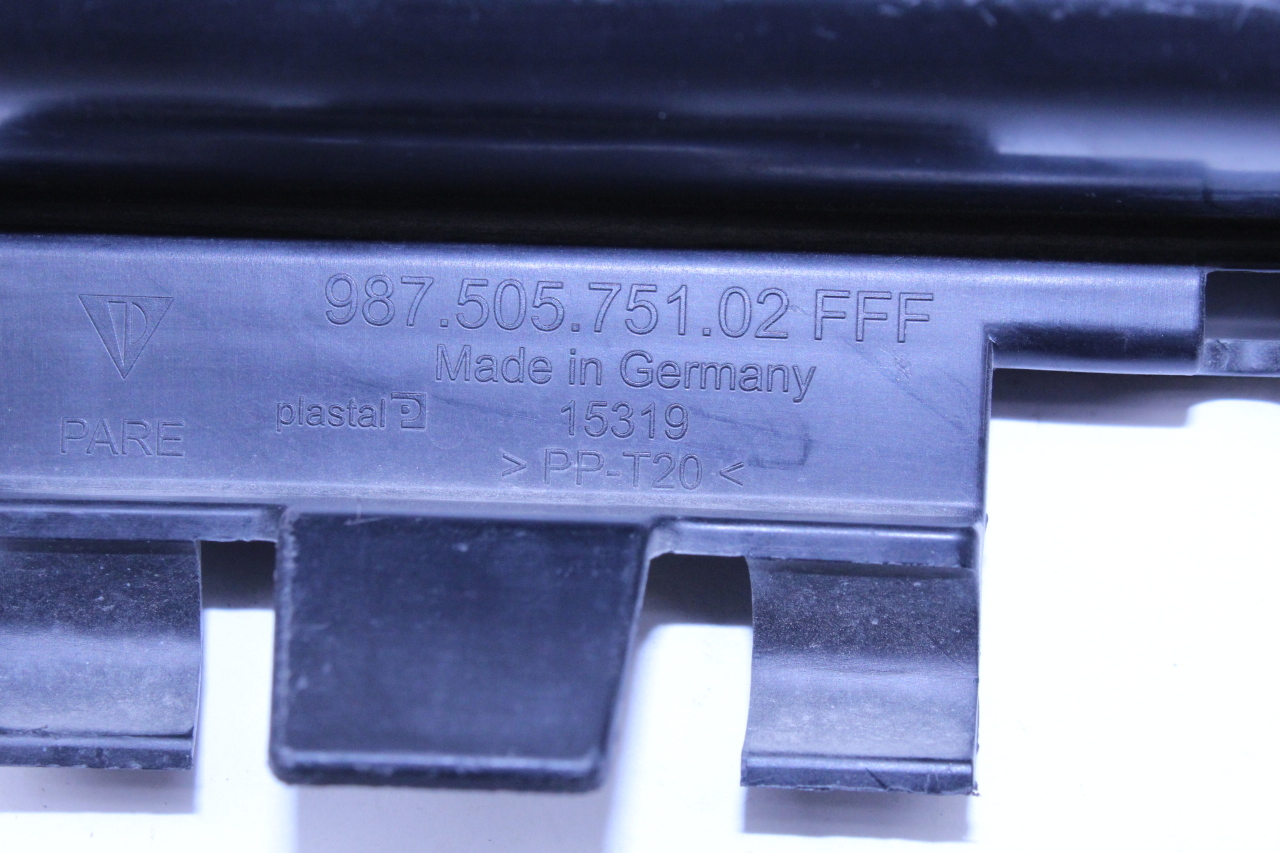 987.505.751.02 FFF
Made in Germany
plastal
15319
PARE
> PP-T20 <